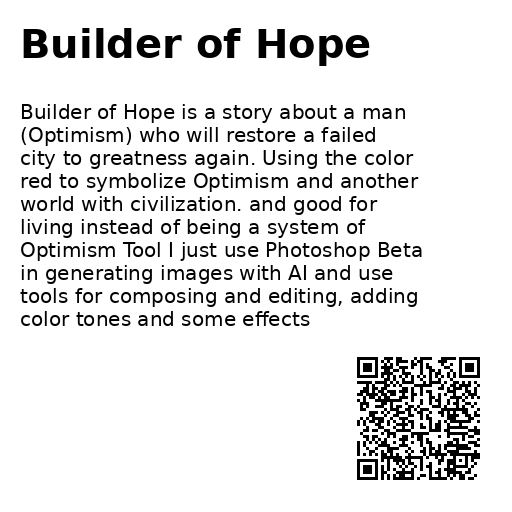 Builder of Hope
Builder of Hope is a story about a man
(Optimism) who will restore a failed
city to greatness again. Using the color
red to symbolize Optimism and another
world with civilization. and good for
living instead of being a system of
Optimism Tool I just use Photoshop Beta
in generating images with AI and use
tools for composing and editing, adding
color tones and some effects